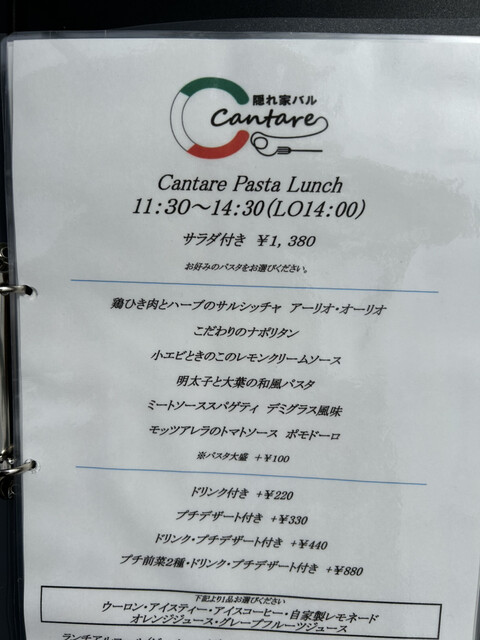 隠れ家バル
Cantare
Cantare Pasta Lunch
11:30～14:30(LO14:00)
サラダ付き ￥1,380
お好みのパスタをお選びください。
鶏ひき肉とハーブのサルシッチャ アーリオ・オーリオ
こだわりのナポリタン
小エビときのこのレモンクリームソース
明太子と大葉の和風パスタ
ミートソーススパゲティ デミグラス風味
モッツアレラのトマトソース ポモドーロ
※パスタ大盛 +￥100
ドリンク付き +￥220
プチデザート付き +￥330
ドリンク・プチデザート付き +￥440
プチ前菜2種・ドリンク・プチデザート付き +￥880
下記より1品お選びください
ウーロン・アイスティー・アイスコーヒー・自家製レモネード
オレンジジュース・グレープフルーツジュース